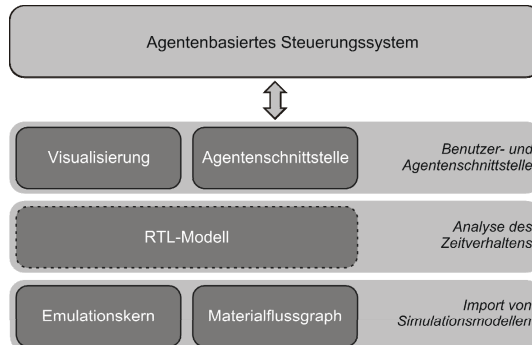 Agentenbasiertes Steuerungssystem
Visualisierung
Agentenschnittstelle
Benutzer- und
Agentenschnittstelle
RTL-Modell
Analyse des
Zeitverhaltens
Emulationskern
Materialflussgraph
Import von
Simulationsmodellen